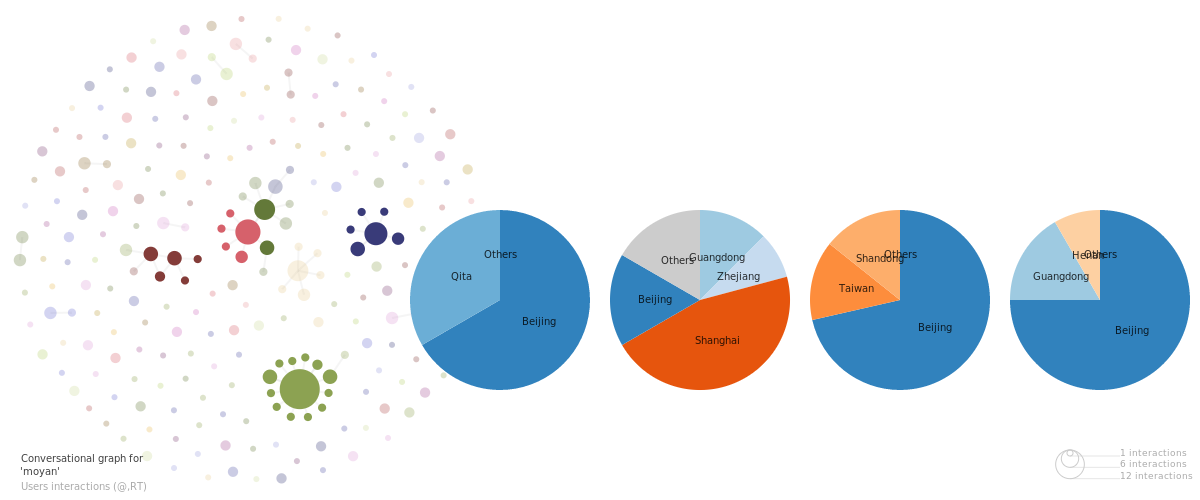 Others
Qita
Beijing
Others
Guangdong
Zhejiang
Beijing
Shanghai
Shandong
Others
Taiwan
Beijing
Henan
Others
Guangdong
Beijing
Conversational graph for
'moyan'
Users interactions (@,RT)
1 interactions
6 interactions
12 interactions